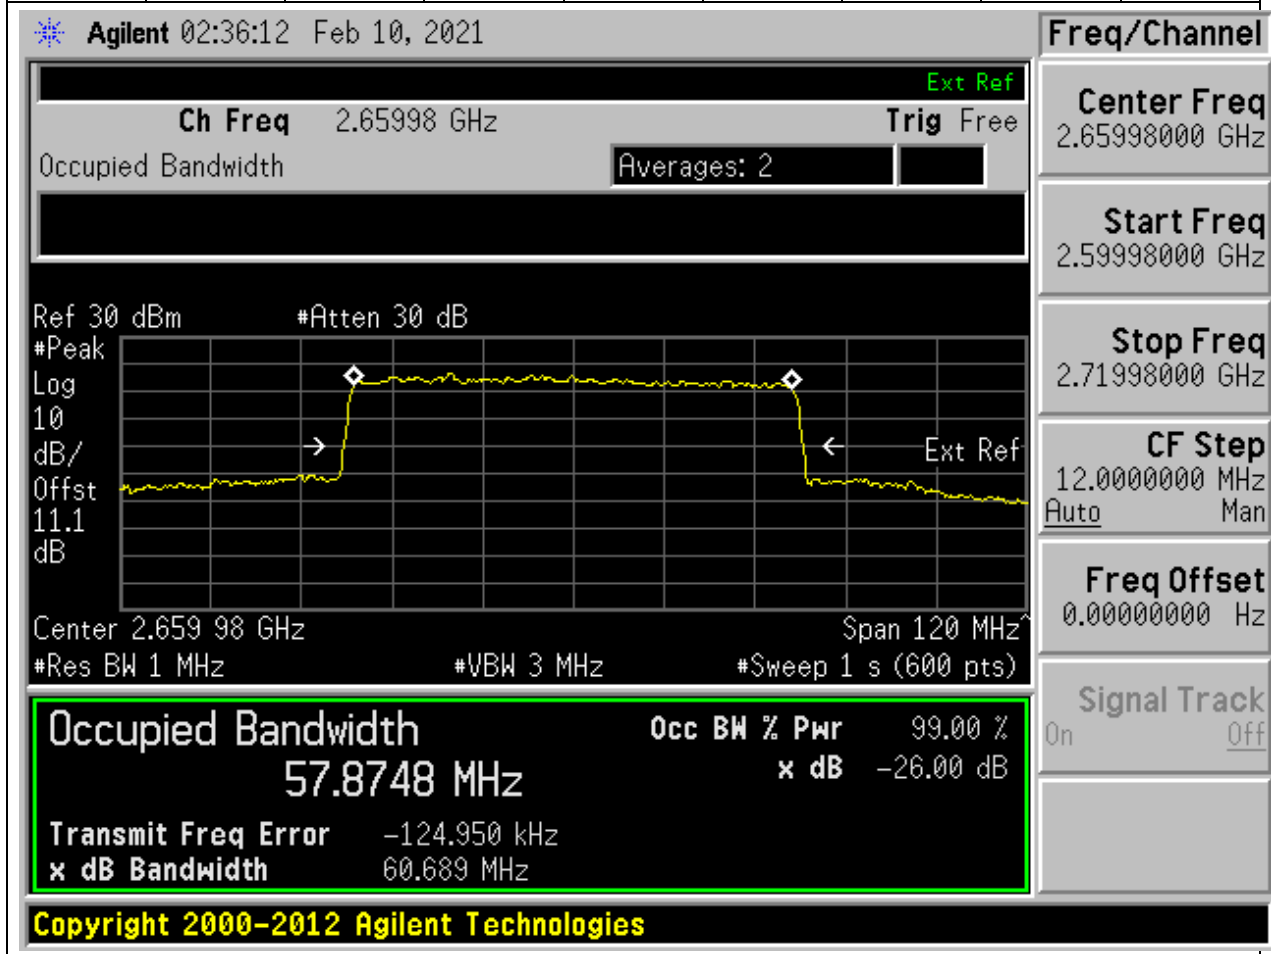 Agilent 02:36:12 Feb 10, 2021
Freq/Channel
Ext Ref
Ch Freq 2.65998 GHz Trig Free
Occupied Bandwidth Averages: 2
Ref 30 dBm #Atten 30 dB
#Peak
Log
10
dB/
Offst
11.1
dB
Ext Ref
Center 2.659 98 GHz Span 120 MHz^
#Res BW 1 MHz #VBW 3 MHz #Sweep 1 s (600 pts)
Occupied Bandwidth Occ BW % Pwr 99.00 %
57.8748 MHz x dB -26.00 dB
Transmit Freq Error -124.950 kHz
x dB Bandwidth 60.689 MHz
Copyright 2000-2012 Agilent Technologies
Center Freq
2.65998000 GHz
Start Freq
2.59998000 GHz
Stop Freq
2.71998000 GHz
CF Step
12.0000000 MHz
Auto Man
Freq Offset
0.00000000 Hz
Signal Track
On Off